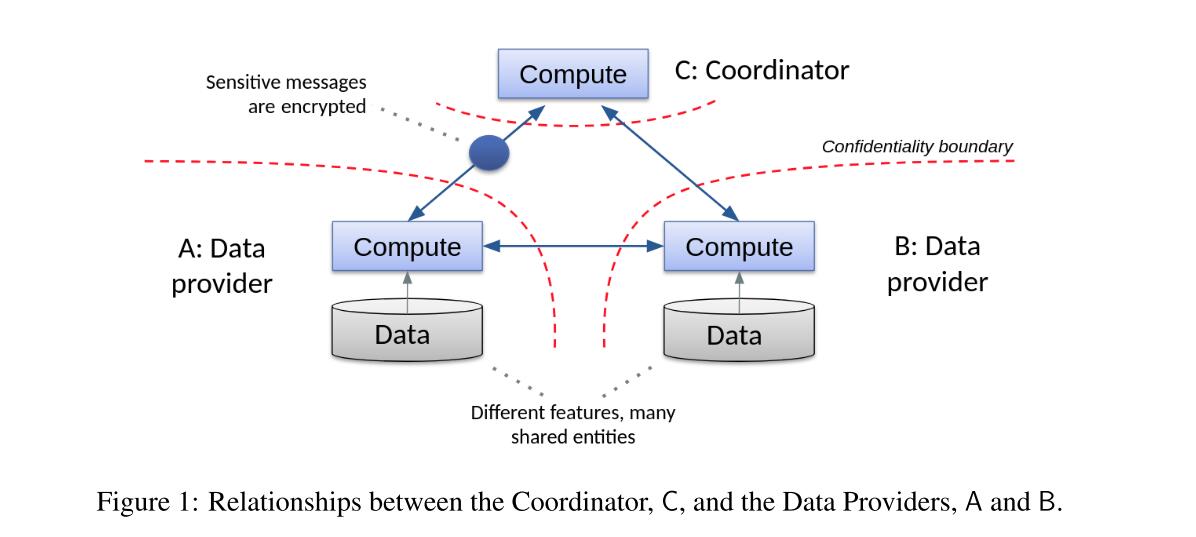 Compute
C: Coordinator
Sensitive messages
are encrypted
Confidentiality boundary
A: Data
provider
Compute
Compute
B: Data
provider
Data
Data
Different features, many
shared entities
Figure 1: Relationships between the Coordinator, C, and the Data Providers, A and B.